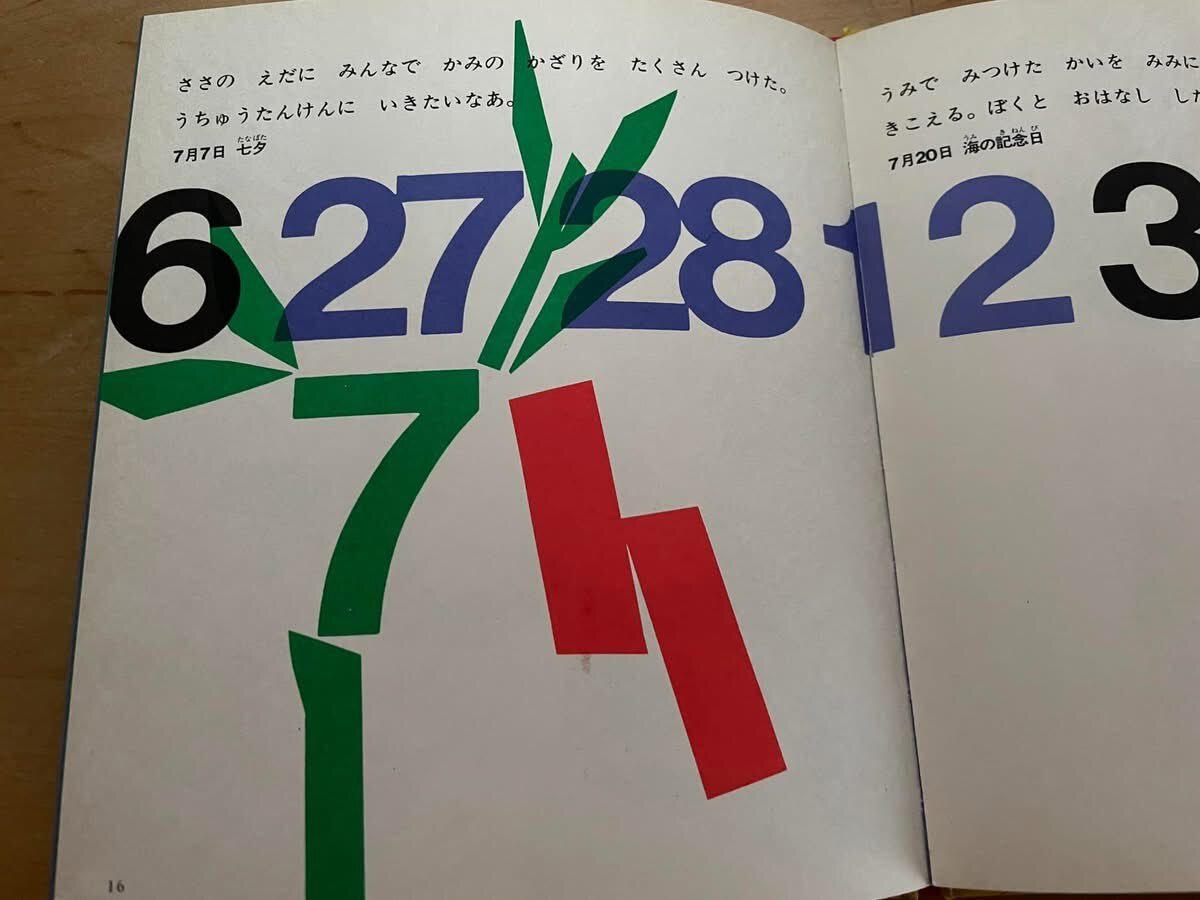 ささの えだに みんなで かみの かざりを たくさん つけた。
うちゅうたんけんに いきたいなあ。
たなばた
7月7日 七夕
6 27 28
7
16
うみで みつけた かいを みみに
きこえる。ぼくと おはなし した
うみ きねんび
7月20日 海の記念日
1 2 3